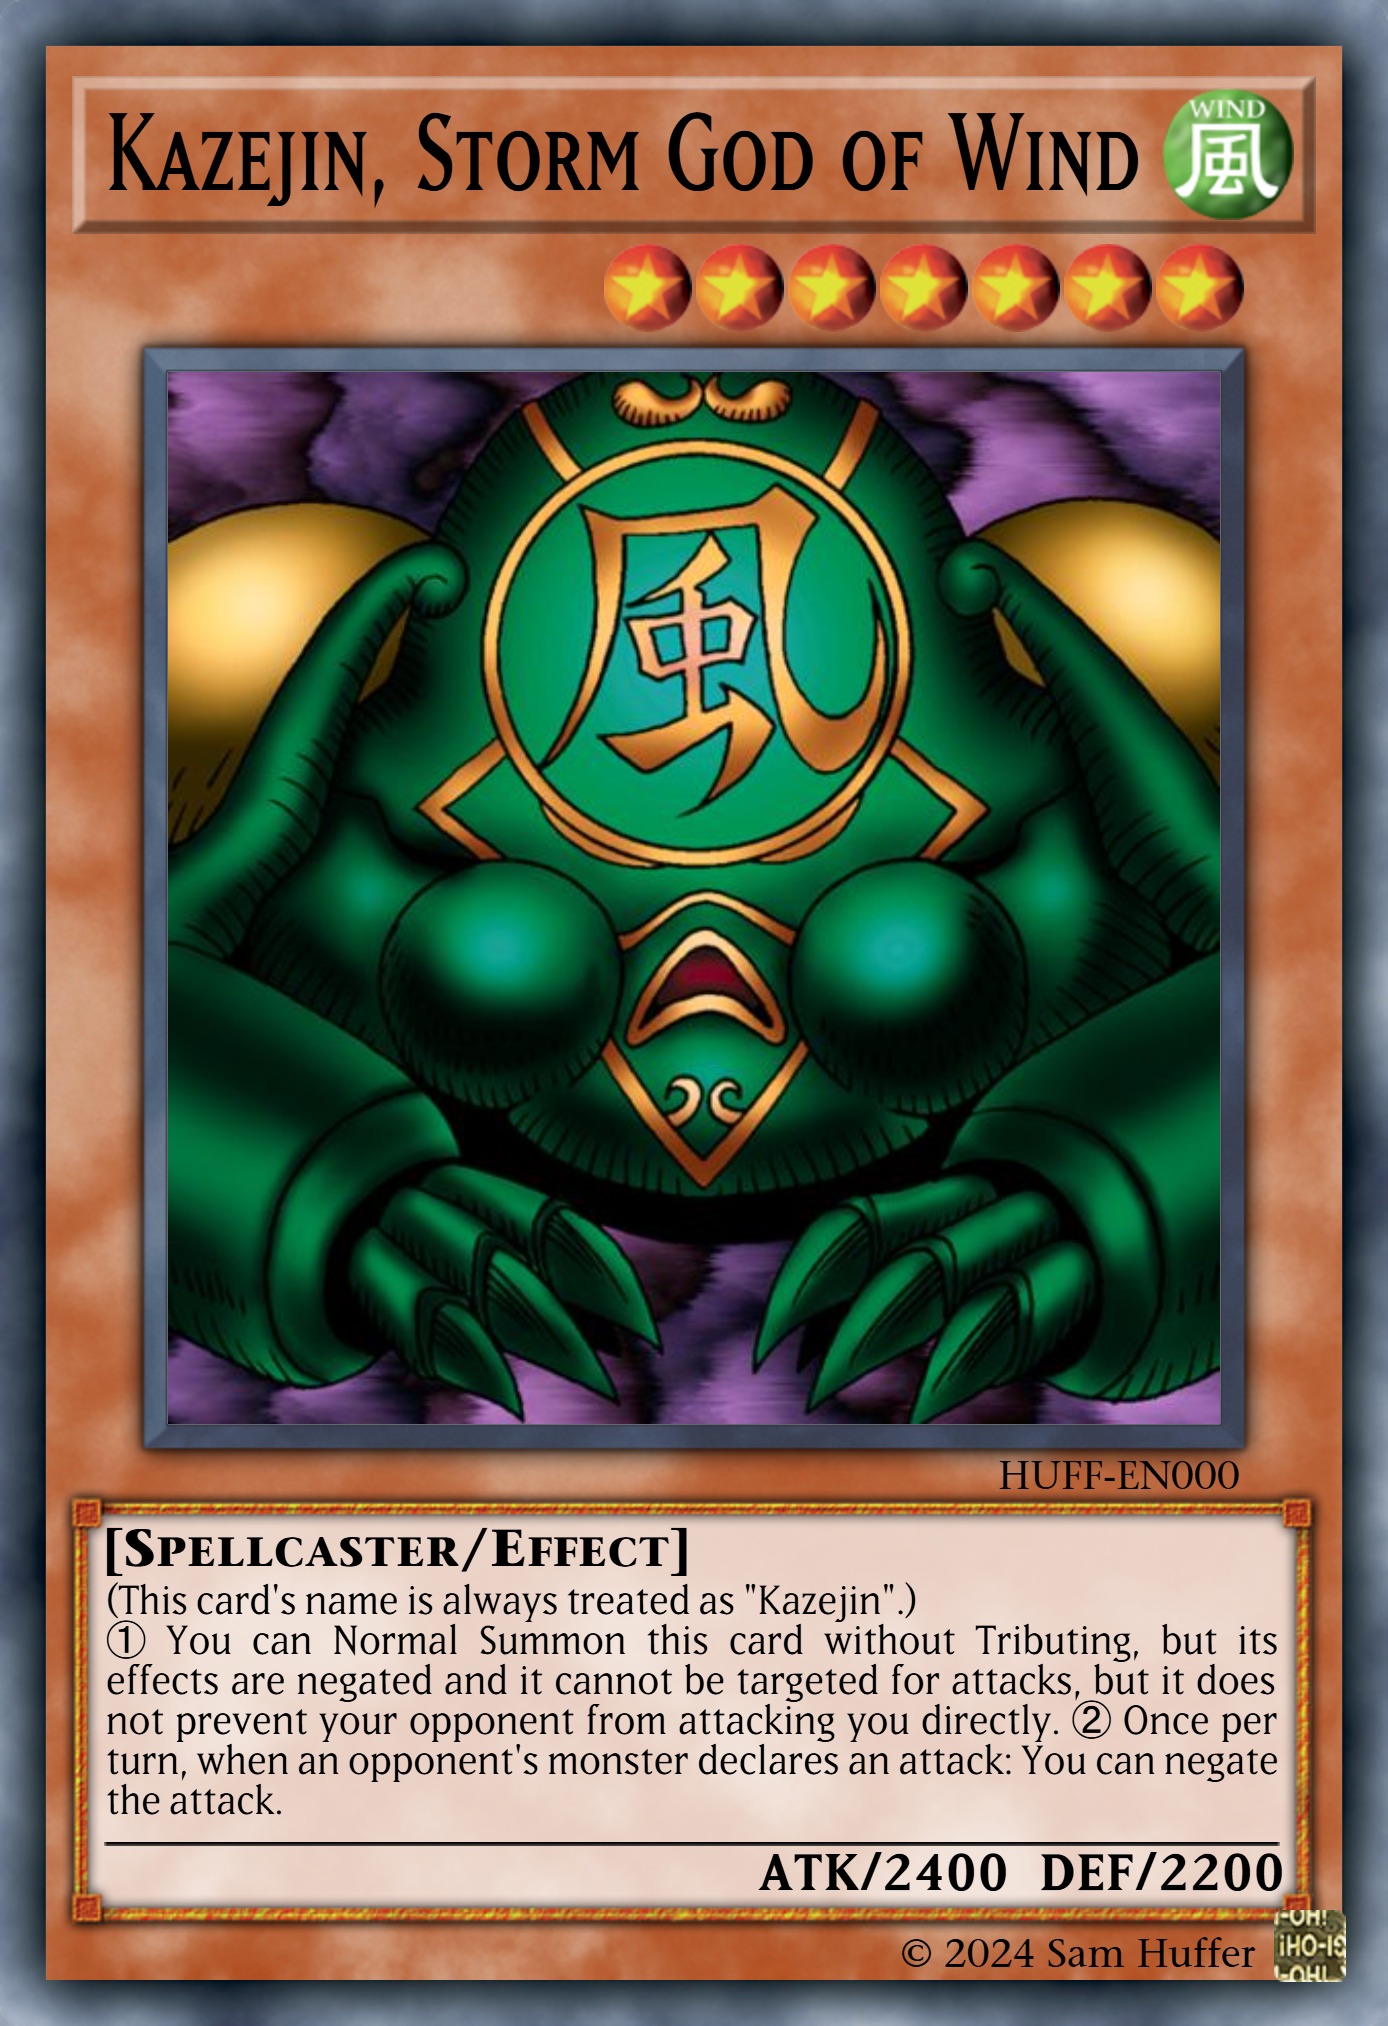 Kazejin, Storm God of Wind
WIND
風
風
HUFF-EN000
[Spellcaster/Effect]
(This card's name is always treated as "Kazejin".)
① You can Normal Summon this card without Tributing, but its
effects are negated and it cannot be targeted for attacks, but it does
not prevent your opponent from attacking you directly. ② Once per
turn, when an opponent's monster declares an attack: You can negate
the attack.
ATK/2400 DEF/2200
© 2024 Sam Huffer